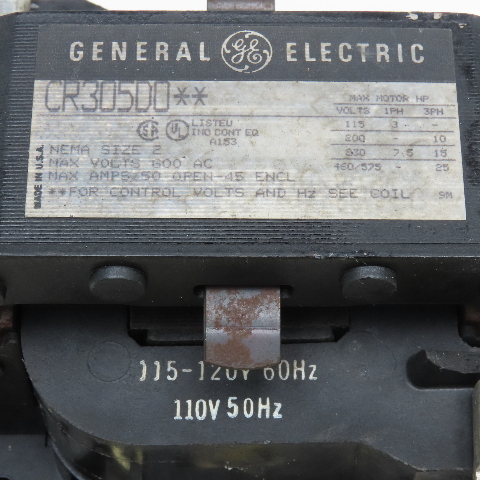 GENERAL GE ELECTRIC
CR305D0**
MAX MOTOR HP
VOLTS 1PH 3PH
115 3 -
200 - 10
230 7.5 15
460/575 - 25
LISTED
IND CONT EQ
A153
NEMA SIZE 2
MAX VOLTS 600 AC
MAX AMPS/50 OPEN-45 ENCL
**FOR CONTROL VOLTS AND Hz SEE COIL 9M
MADE IN U.S.A.
115-120V 60Hz
110V 50Hz